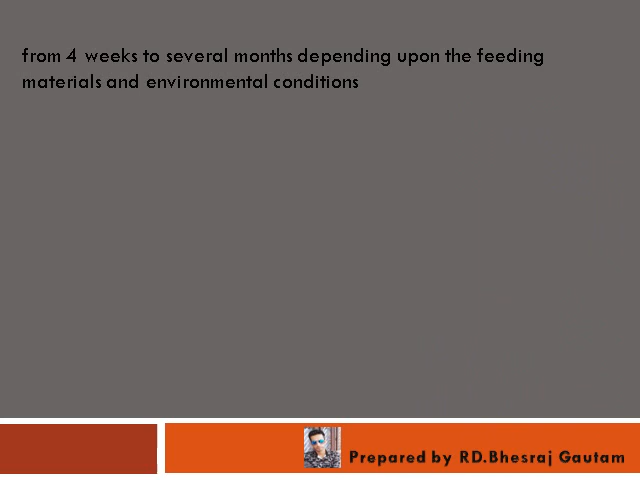 from 4 weeks to several months depending upon the feeding
materials and environmental conditions
Prepared by RD.Bhesraj Gautam